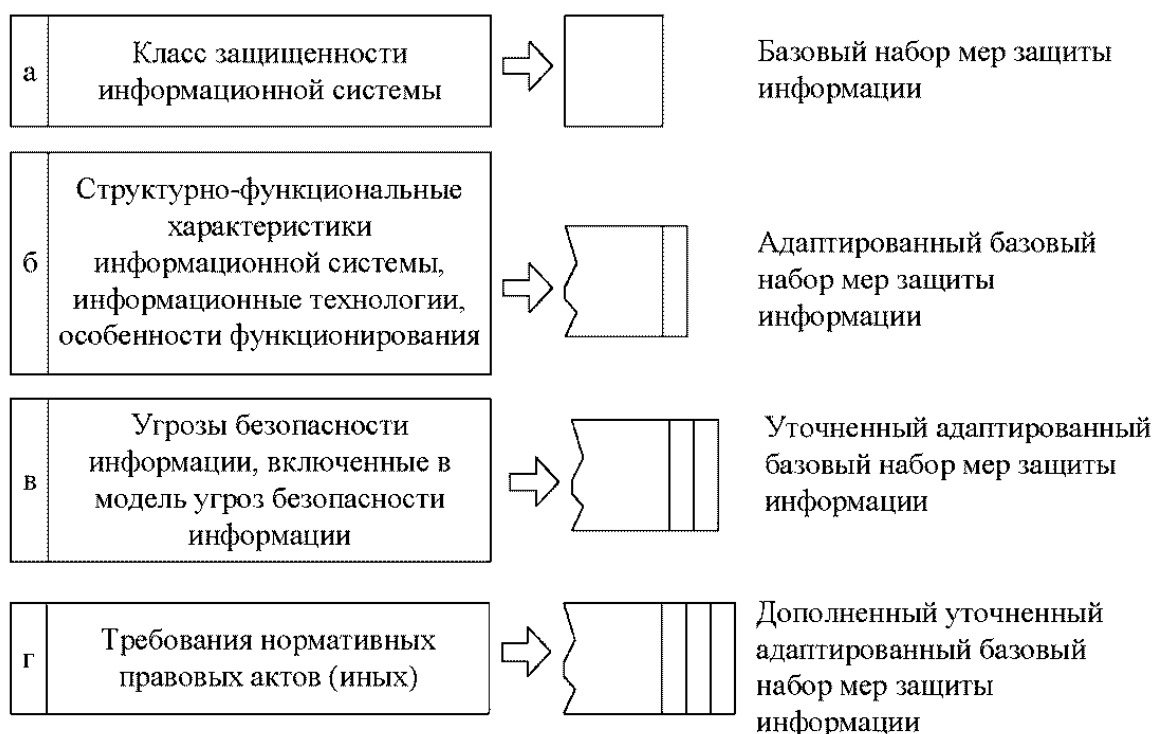 а
Класс защищенности
информационной системы
Базовый набор мер защиты
информации
б
Структурно-функциональные
характеристики
информационной системы,
информационные технологии,
особенности функционирования
Адаптированный базовый
набор мер защиты
информации
в
Угрозы безопасности
информации, включенные в
модель угроз безопасности
информации
Уточненный адаптированный
базовый набор мер защиты
информации
г
Требования нормативных
правовых актов (иных)
Дополненный уточненный
адаптированный базовый
набор мер защиты
информации